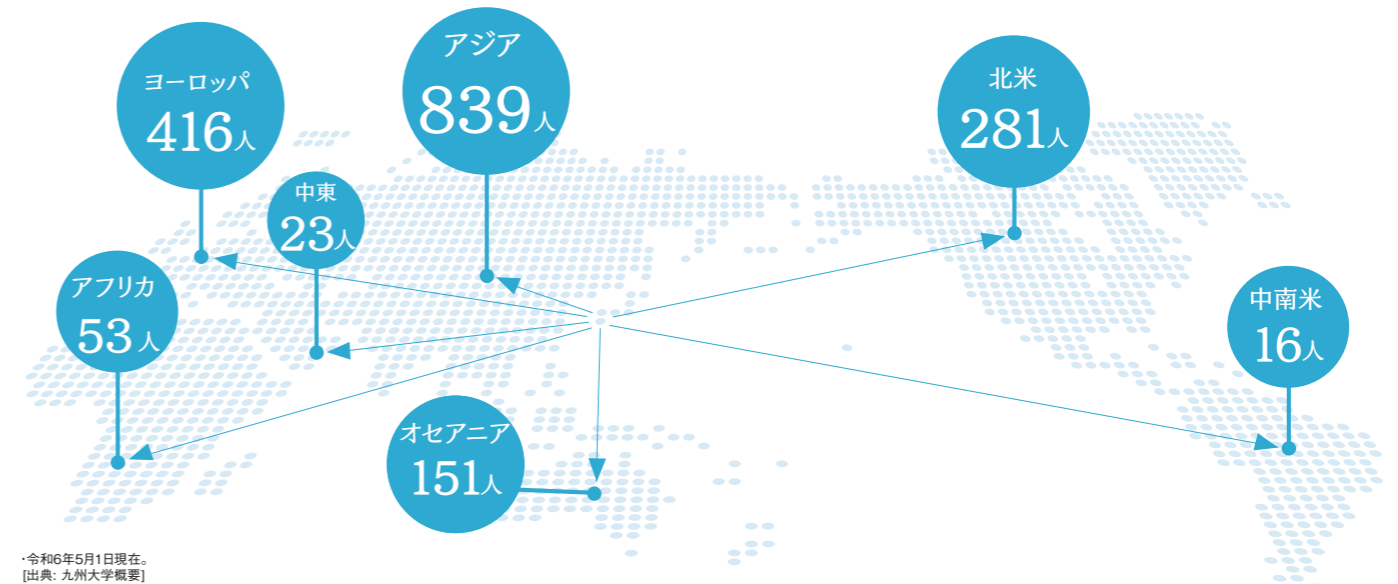 ヨーロッパ
416人
アジア
839人
北米
281人
中東
23人
アフリカ
53人
中南米
16人
オセアニア
151人
・令和6年5月1日現在。
[出典: 九州大学概要]